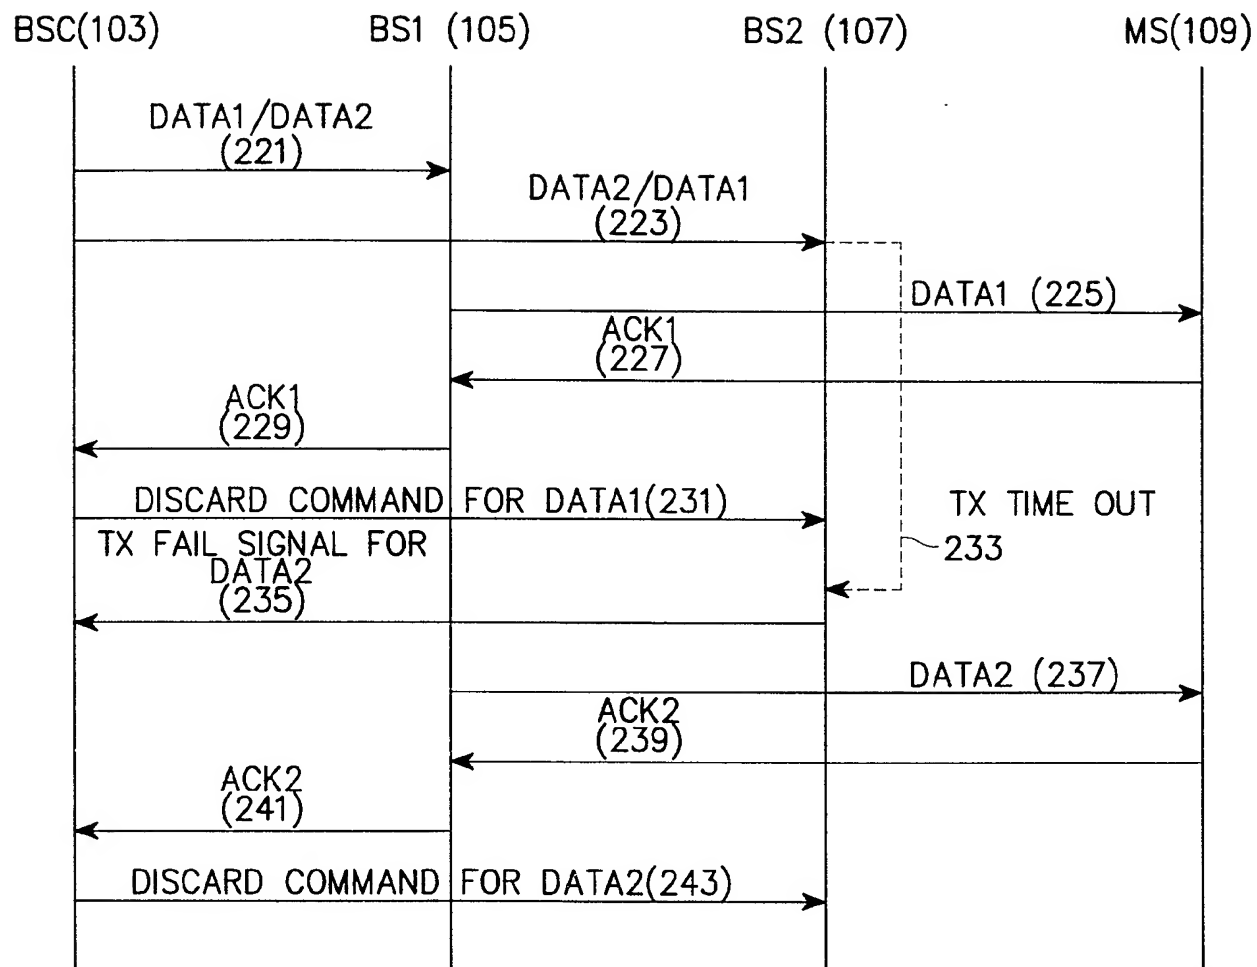 BSC(103) BS1 (105) BS2 (107) MS(109)
DATA1/DATA2
(221)
DATA2/DATA1
(223)
DATA1 (225)
ACK1
(227)
ACK1
(229)
DISCARD COMMAND FOR DATA1(231)
TX TIME OUT
233
TX FAIL SIGNAL FOR
DATA2
(235)
DATA2 (237)
ACK2
(239)
ACK2
(241)
DISCARD COMMAND FOR DATA2(243)